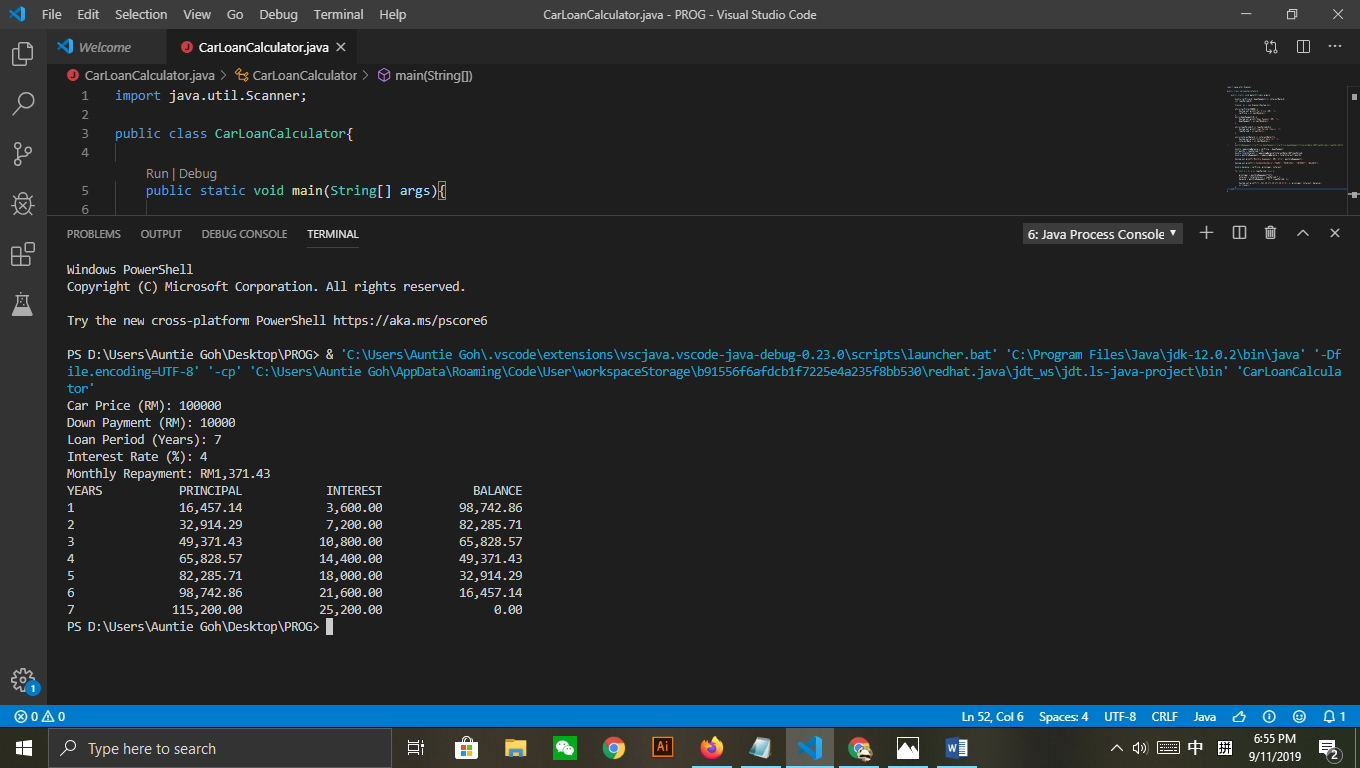 File Edit Selection View Go Debug Terminal Help
CarLoanCalculator.java - PROG - Visual Studio Code
Welcome
CarLoanCalculator.java
CarLoanCalculator.java > CarLoanCalculator > main(String[])
1 import java.util.Scanner;
2
3 public class CarLoanCalculator{
4
Run | Debug
5 public static void main(String[] args){
6
PROBLEMS OUTPUT DEBUG CONSOLE TERMINAL
6: Java Process Console
Windows PowerShell
Copyright (C) Microsoft Corporation. All rights reserved.
Try the new cross-platform PowerShell https://aka.ms/pscore6
PS D:\Users\Auntie Goh\Desktop\PROG> & 'C:\Users\Auntie Goh\.vscode\extensions\vscjava.vscode-java-debug-0.23.0\scripts\launcher.bat' 'C:\Program Files\Java\jdk-12.0.2\bin\java' '-Df
ile.encoding=UTF-8' '-cp' 'C:\Users\Auntie Goh\AppData\Roaming\Code\User\workspaceStorage\b91556f6afdcb1f7225e4a235f8bb530\redhat.java\jdt_ws\jdt.ls-java-project\bin' 'CarLoanCalcula
tor'
Car Price (RM): 100000
Down Payment (RM): 10000
Loan Period (Years): 7
Interest Rate (%): 4
Monthly Repayment: RM1,371.43
YEARS PRINCIPAL INTEREST BALANCE
1 16,457.14 3,600.00 98,742.86
2 32,914.29 7,200.00 82,285.71
3 49,371.43 10,800.00 65,828.57
4 65,828.57 14,400.00 49,371.43
5 82,285.71 18,000.00 32,914.29
6 98,742.86 21,600.00 16,457.14
7 115,200.00 25,200.00 0.00
PS D:\Users\Auntie Goh\Desktop\PROG>
1
0 0
Ln 52, Col 6 Spaces: 4 UTF-8 CRLF Java 1
Type here to search
Ai
中 拼
6:55 PM
9/11/2019
2